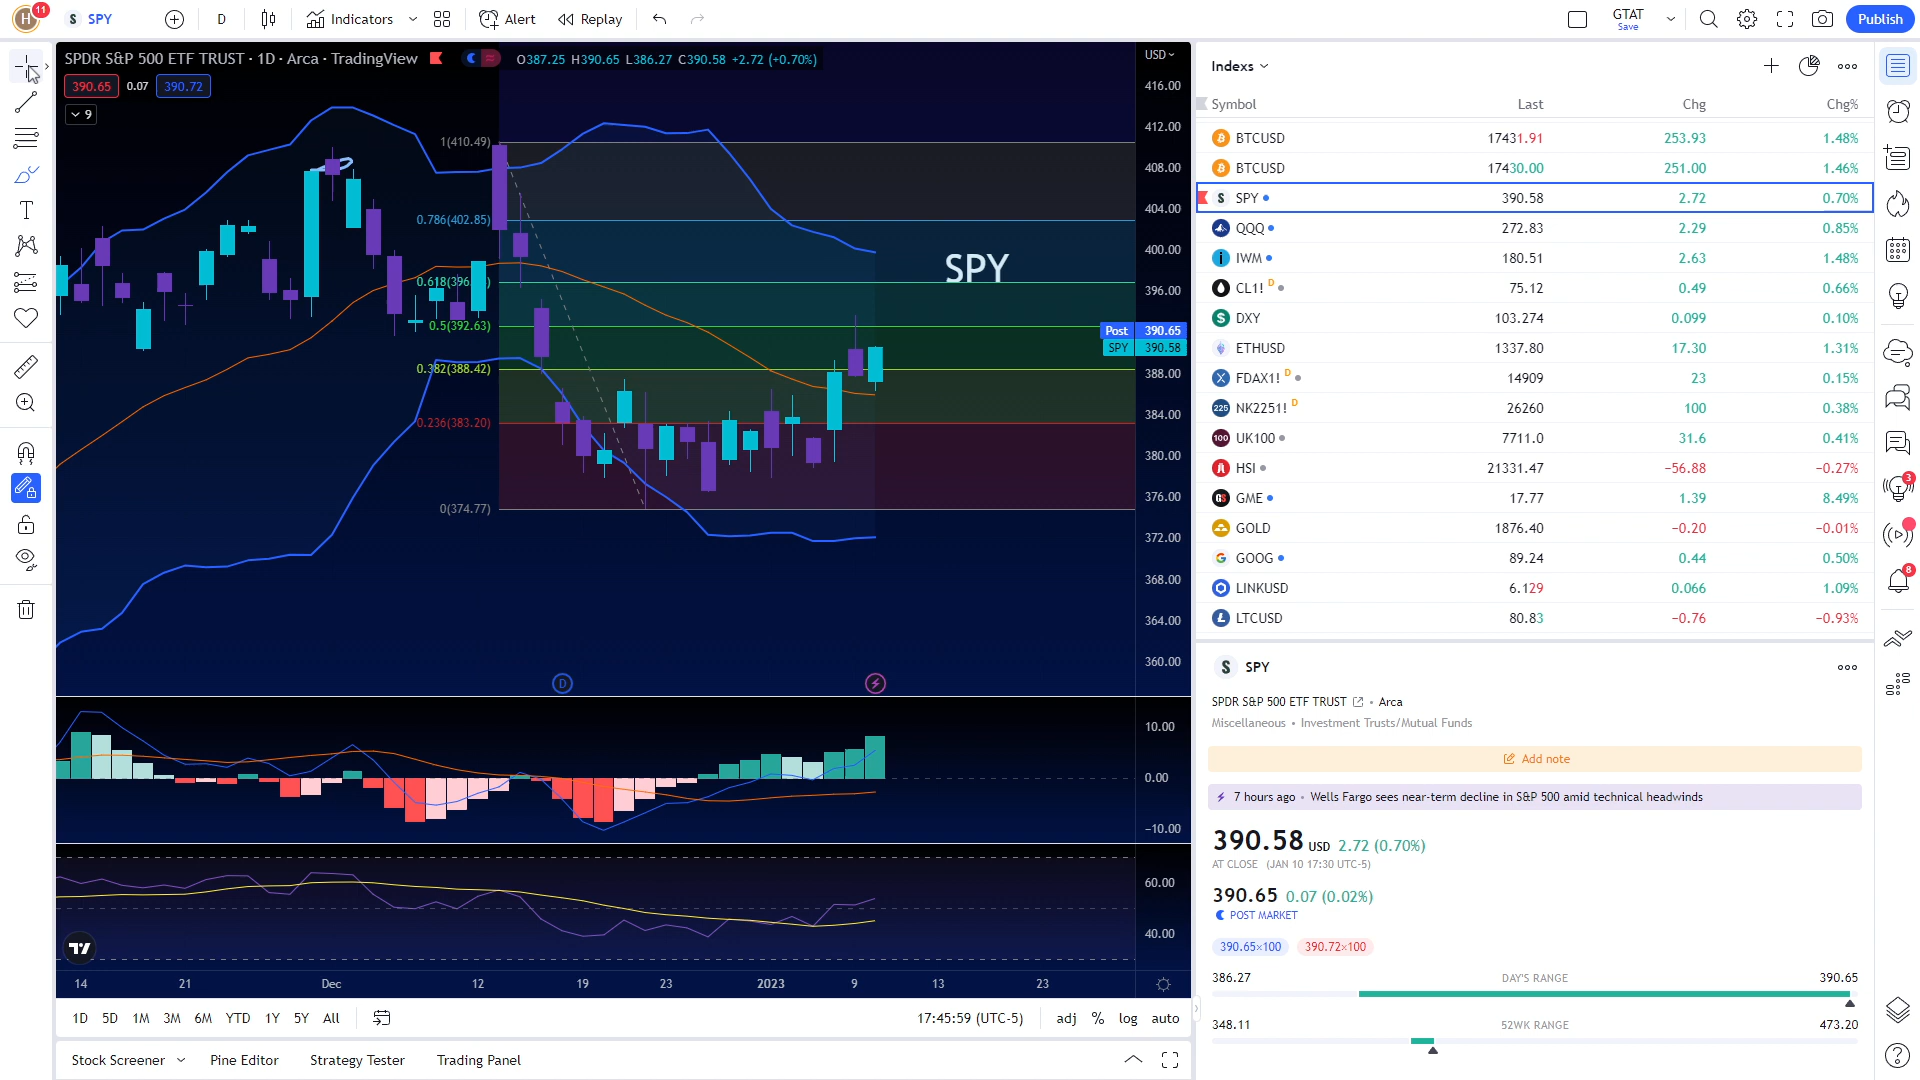 H 11 S SPY D Indicators Alert Replay GTAT Save Publish
SPDR S&P 500 ETF TRUST · 1D · Arca · TradingView O387.25 H390.65 L386.27 C390.58 +2.72 (+0.70%)
390.65 0.07 390.72
9
USD
416.00
412.00
408.00
404.00
400.00
396.00
388.00
384.00
380.00
376.00
372.00
368.00
364.00
360.00
1(410.49)
0.786(402.85)
0.5(392.63)
0.382(388.42)
0.236(383.20)
0(374.77)
SPY
Post 390.65
SPY 390.58
D
10.00
0.00
−10.00
60.00
40.00
14 21 Dec 12 19 23 2023 9 13 23
1D 5D 1M 3M 6M YTD 1Y 5Y All 17:45:59 (UTC-5) adj % log auto
Stock Screener Pine Editor Strategy Tester Trading Panel
Indexs
Symbol Last Chg Chg%
BTCUSD 17431.91 253.93 1.48%
BTCUSD 17430.00 251.00 1.46%
S SPY 390.58 2.72 0.70%
QQQ 272.83 2.29 0.85%
IWM 180.51 2.63 1.48%
CL1! D 75.12 0.49 0.66%
DXY 103.274 0.099 0.10%
ETHUSD 1337.80 17.30 1.31%
FDAX1! D 14909 23 0.15%
225 NK2251! D 26260 100 0.38%
100 UK100 7711.0 31.6 0.41%
HSI 21331.47 −56.88 −0.27%
GME 17.77 1.39 8.49%
GOLD 1876.40 −0.20 −0.01%
GOOG 89.24 0.44 0.50%
LINKUSD 6.129 0.066 1.09%
LTCUSD 80.83 −0.76 −0.93%
S SPY
SPDR S&P 500 ETF TRUST • Arca
Miscellaneous • Investment Trusts/Mutual Funds
Add note
7 hours ago • Wells Fargo sees near-term decline in S&P 500 amid technical headwinds
390.58 USD 2.72 (0.70%)
AT CLOSE (JAN 10 17:30 UTC-5)
390.65 0.07 (0.02%)
POST MARKET
390.65×100 390.72×100
386.27 DAY'S RANGE 390.65
348.11 52WK RANGE 473.20
3
8